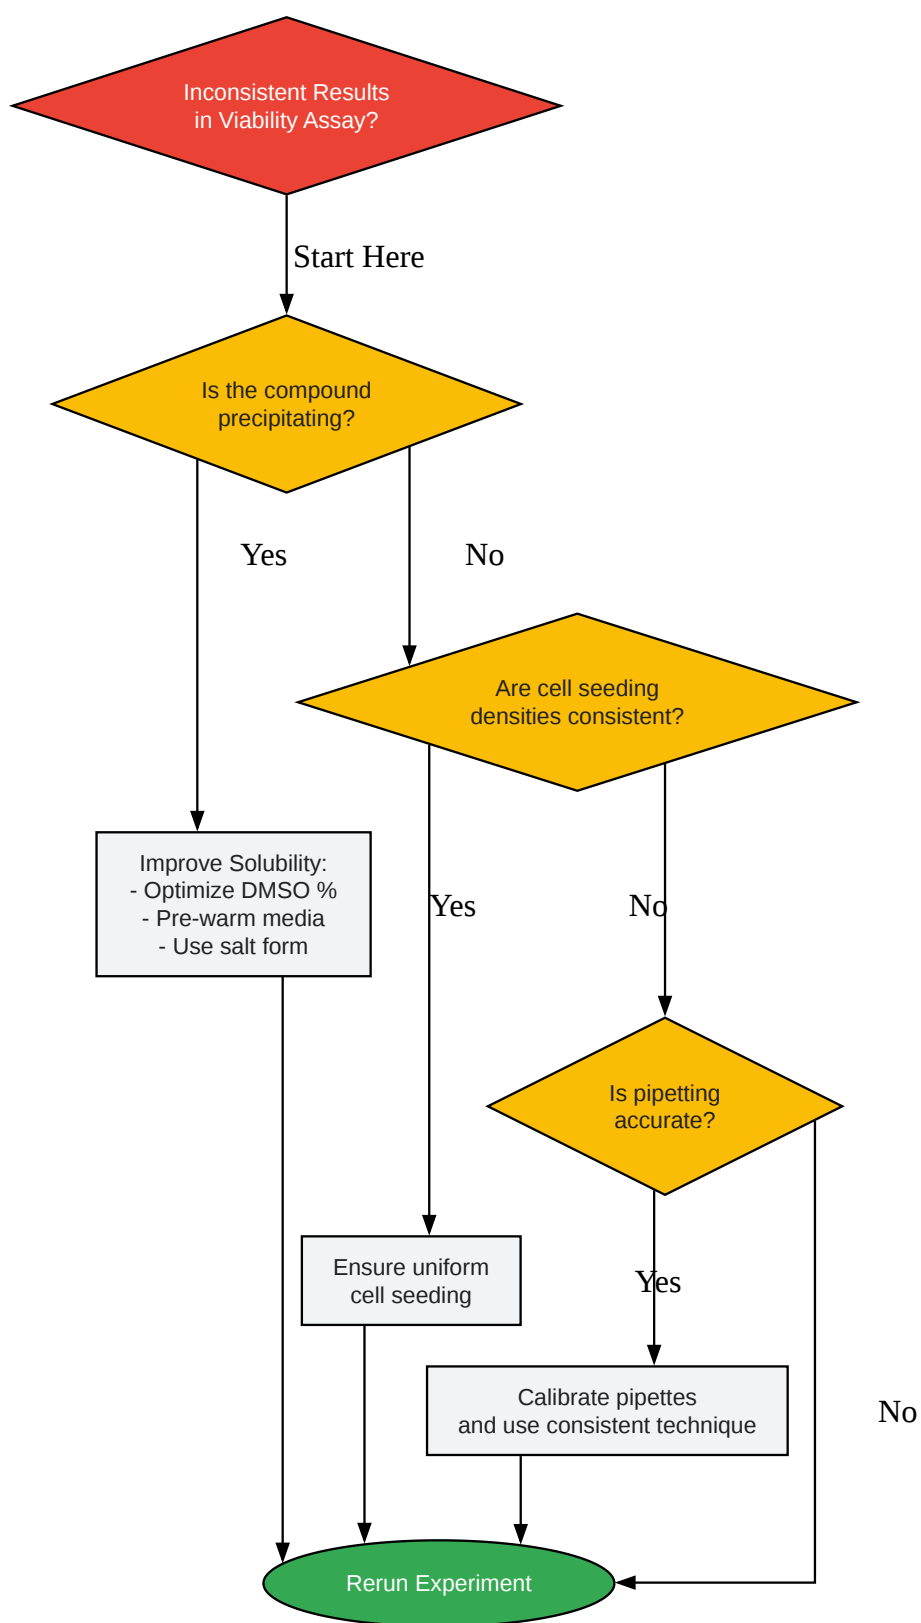 Inconsistent Results
in Viability Assay?
Start Here
Is the compound
precipitating?
Yes
No
Are cell seeding
densities consistent?
Improve Solubility:
- Optimize DMSO %
- Pre-warm media
- Use salt form
Yes
No
Is pipetting
accurate?
Ensure uniform
cell seeding
Yes
Calibrate pipettes
and use consistent technique
No
Rerun Experiment